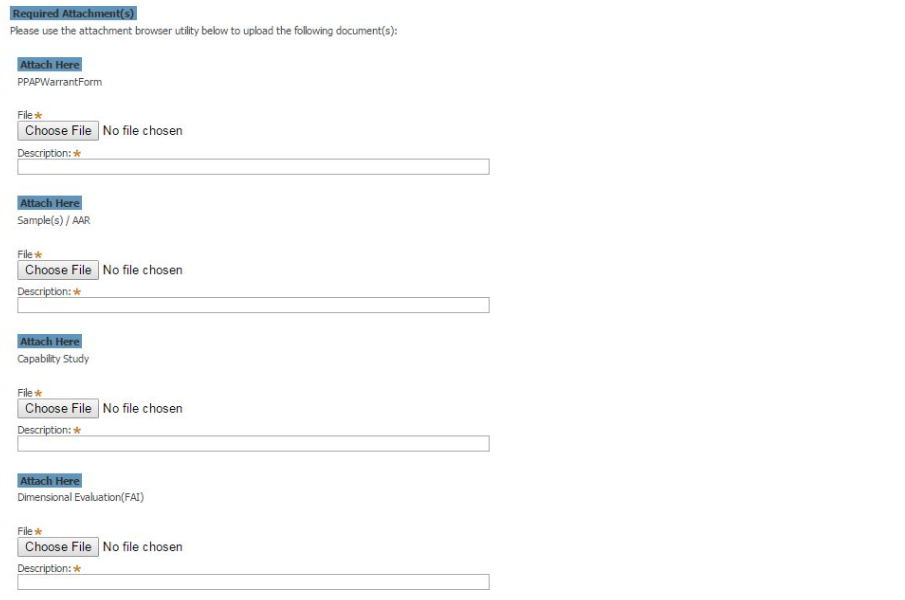 Required Attachment(s)
Please use the attachment browser utility below to upload the following document(s):
Attach Here
PPAPWarrantForm
File *
Choose File No file chosen
Description: *
Attach Here
Sample(s) / AAR
File *
Choose File No file chosen
Description: *
Attach Here
Capability Study
File *
Choose File No file chosen
Description: *
Attach Here
Dimensional Evaluation(FAI)
File *
Choose File No file chosen
Description: *